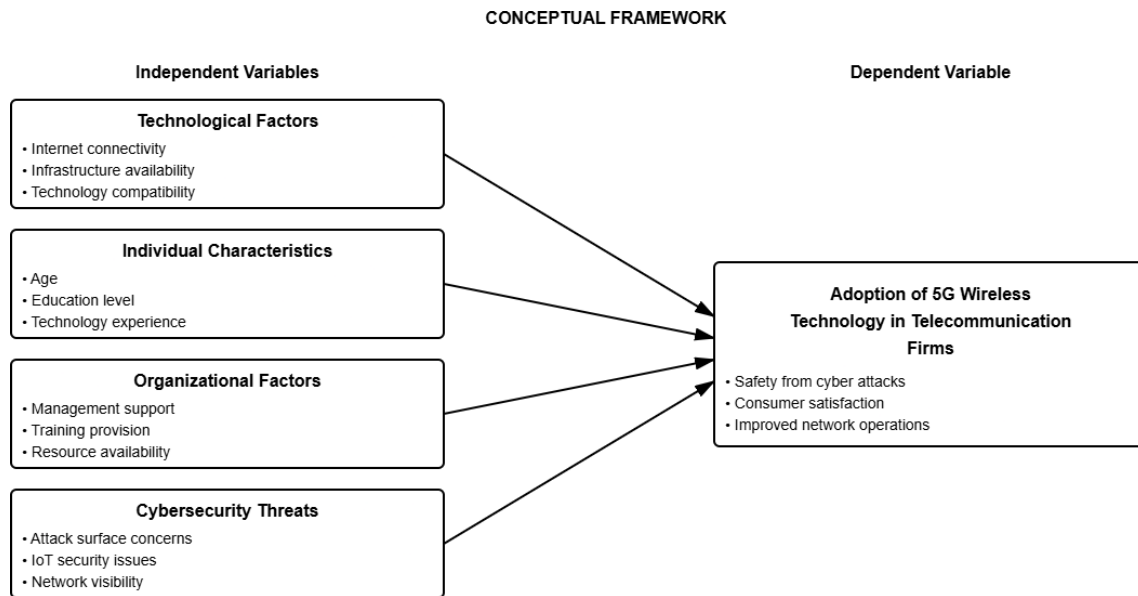 CONCEPTUAL FRAMEWORK
Independent Variables
Dependent Variable
Technological Factors
• Internet connectivity
• Infrastructure availability
• Technology compatibility
Individual Characteristics
• Age
• Education level
• Technology experience
Organizational Factors
• Management support
• Training provision
• Resource availability
Cybersecurity Threats
• Attack surface concerns
• IoT security issues
• Network visibility
Adoption of 5G Wireless
Technology in Telecommunication
Firms
• Safety from cyber attacks
• Consumer satisfaction
• Improved network operations